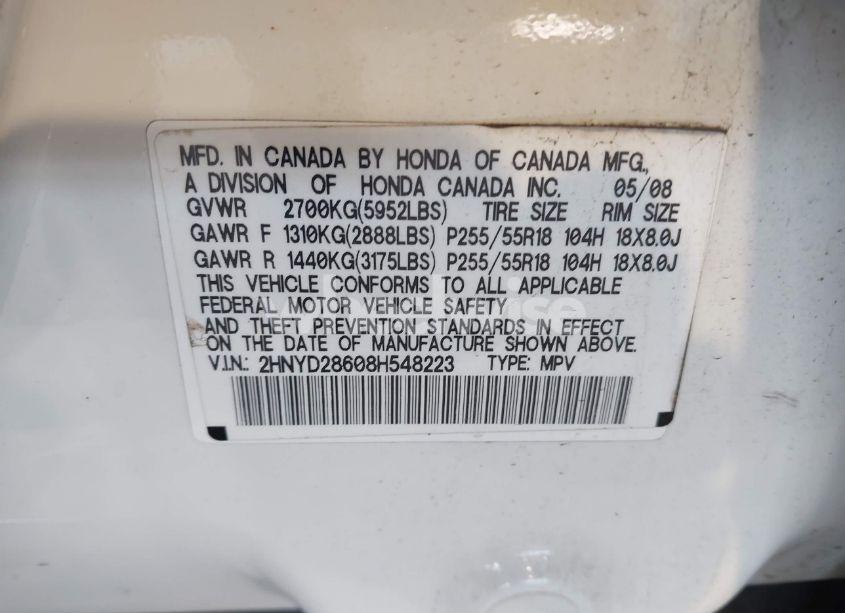 MFD. IN CANADA BY HONDA OF CANADA MFG.,
A DIVISION OF HONDA CANADA INC. 05/08
GVWR 2700KG(5952LBS) TIRE SIZE RIM SIZE
GAWR F 1310KG(2888LBS) P255/55R18 104H 18X8.0J
GAWR R 1440KG(3175LBS) P255/55R18 104H 18X8.0J
THIS VEHICLE CONFORMS TO ALL APPLICABLE
FEDERAL MOTOR VEHICLE SAFETY
AND THEFT PREVENTION STANDARDS IN EFFECT
ON THE DATE OF MANUFACTURE SHOWN ABOVE.
V.I.N.: 2HNYD28608H548223 TYPE: MPV